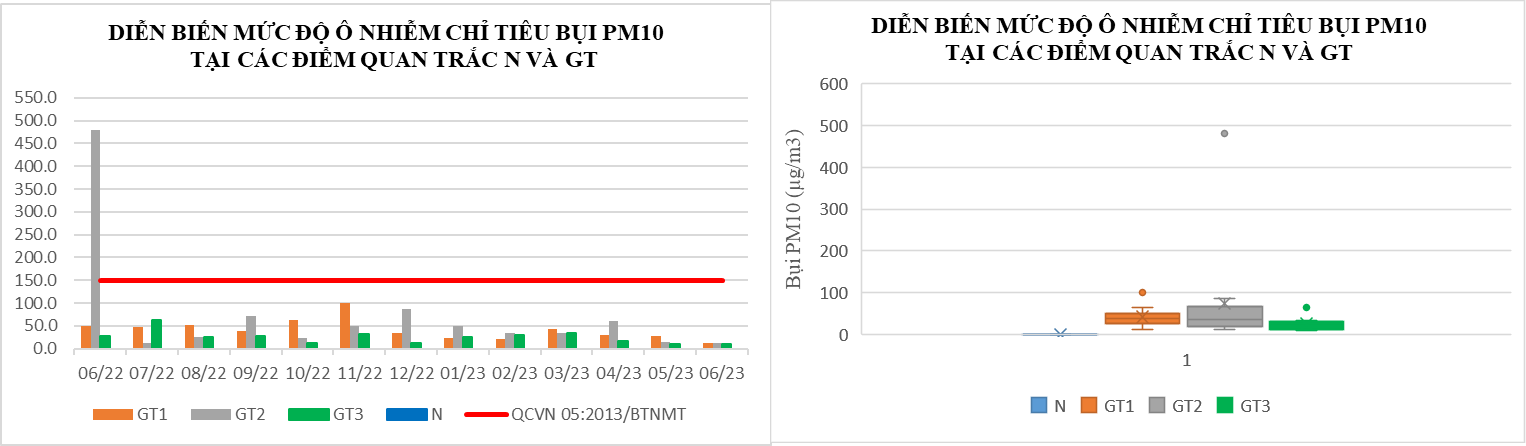 DIỄN BIẾN MỨC ĐỘ Ô NHIỄM CHỈ TIÊU BỤI PM10
TẠI CÁC ĐIỂM QUAN TRẮC N VÀ GT
550.0
500.0
450.0
400.0
350.0
300.0
250.0
200.0
150.0
100.0
50.0
0.0
06/22 07/22 08/22 09/22 10/22 11/22 12/22 01/23 02/23 03/23 04/23 05/23 06/23
GT1 GT2 GT3 N QCVN 05:2013/BTNMT
DIỄN BIẾN MỨC ĐỘ Ô NHIỄM CHỈ TIÊU BỤI PM10
TẠI CÁC ĐIỂM QUAN TRẮC N VÀ GT
Bụi PM10 (µg/m3)
600
500
400
300
200
100
0
1
N GT1 GT2 GT3